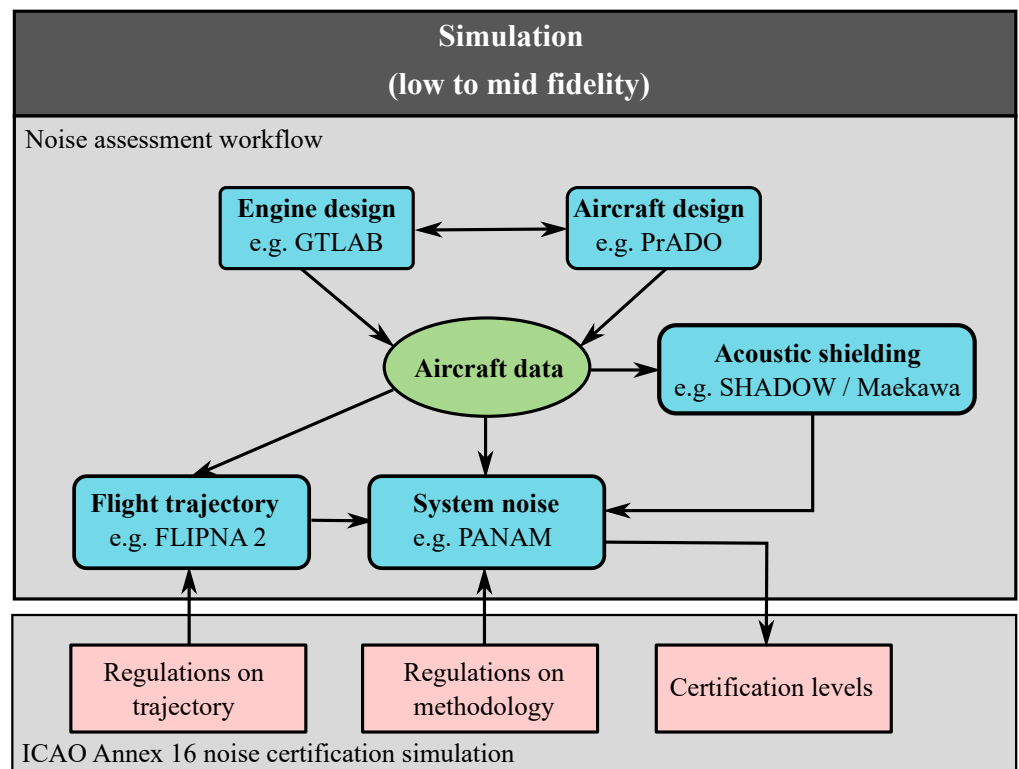 Simulation
(low to mid fidelity)
Noise assessment workflow
Engine design
e.g. GTLAB
Aircraft design
e.g. PrADO
Aircraft data
Acoustic shielding
e.g. SHADOW / Maekawa
Flight trajectory
e.g. FLIPNA 2
System noise
e.g. PANAM
Regulations on
trajectory
Regulations on
methodology
Certification levels
ICAO Annex 16 noise certification simulation